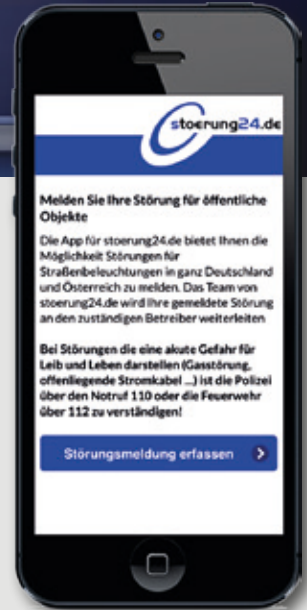 stoerung24.de
Melden Sie Ihre Störung für öffentliche
Objekte
Die App für stoerung24.de bietet Ihnen die
Möglichkeit Störungen für
Straßenbeleuchtungen in ganz Deutschland
und Österreich zu melden. Das Team von
stoerung24.de wird Ihre gemeldete Störung
an den zuständigen Betreiber weiterleiten
Bei Störungen die eine akute Gefahr für
Leib und Leben darstellen (Gasstörung,
offenliegende Stromkabel ...) ist die Polizei
über den Notruf 110 oder die Feuerwehr
über 112 zu verständigen!
Störungsmeldung erfassen